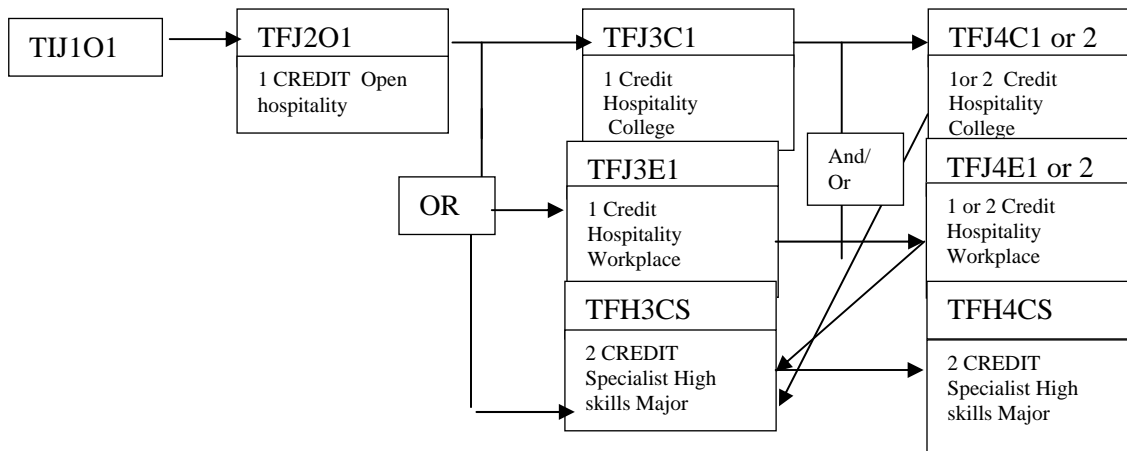 TIJ1O1
TFJ2O1
1 CREDIT Open
hospitality
TFJ3C1
1 Credit
Hospitality
College
TFJ4C1 or 2
1or 2 Credit
Hospitality
College
OR
TFJ3E1
1 Credit
Hospitality
Workplace
And/
Or
TFJ4E1 or 2
1 or 2 Credit
Hospitality
Workplace
TFH3CS
2 CREDIT
Specialist High
skills Major
TFH4CS
2 CREDIT
Specialist High
skills Major